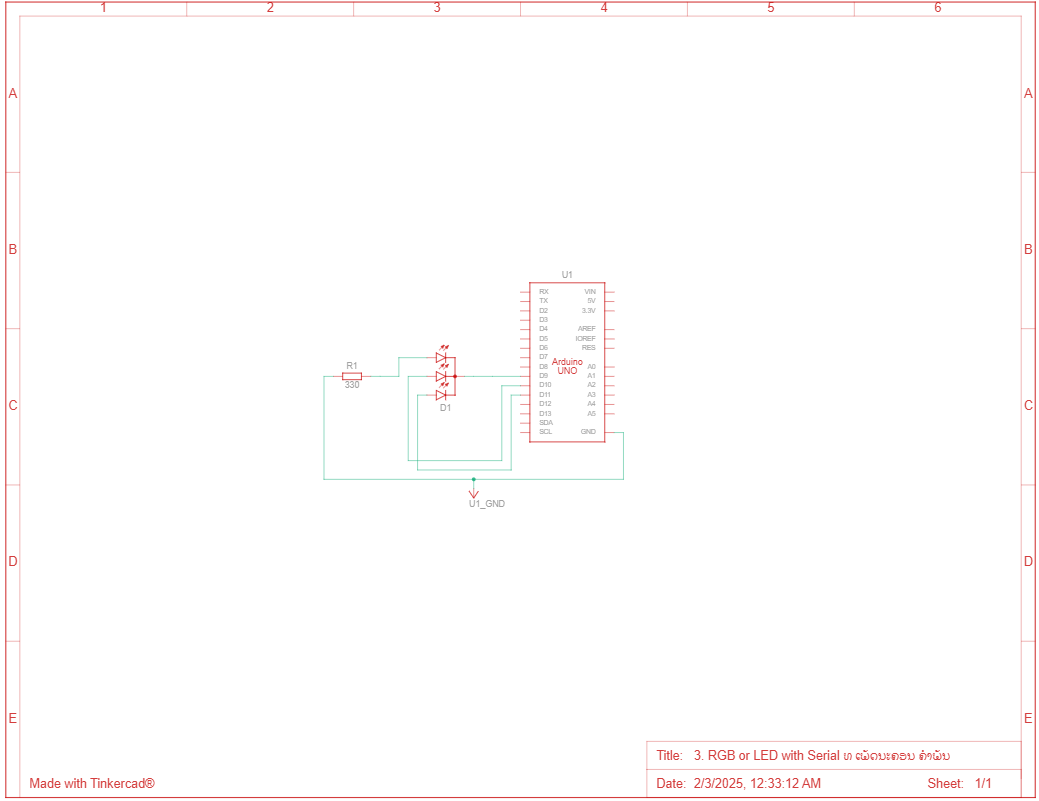 1 2 3 4 5 6
A A
U1
B B
RX VIN
TX 5V
D2 3.3V
D3
D4 AREF
D5 IOREF
D6 RES
D7
Arduino
UNO
D8 A0
D9 A1
D10 A2
D11 A3
D12 A4
D13 A5
SDA
SCL GND
R1
330
D1
C C
U1_GND
D D
E E
Title: 3. RGB or LED with Serial ທ ເພັດນະຄອນ ຄຳພັນ
Made with Tinkercad®
Date: 2/3/2025, 12:33:12 AM Sheet: 1/1